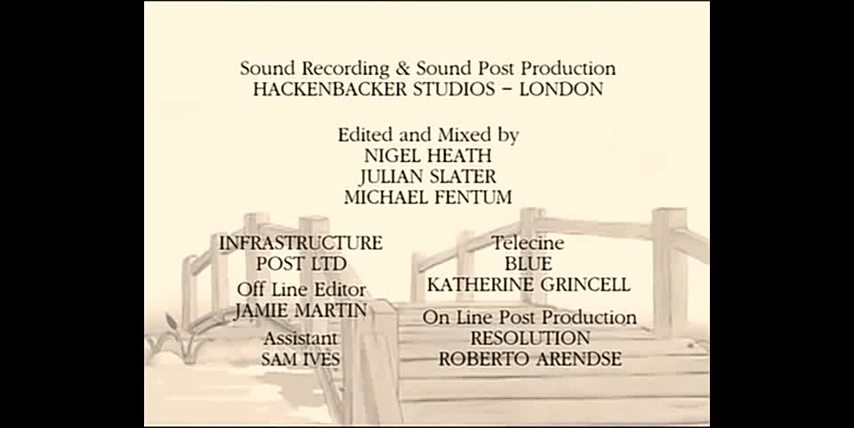 Sound Recording & Sound Post Production
HACKENBACKER STUDIOS – LONDON
Edited and Mixed by
NIGEL HEATH
JULIAN SLATER
MICHAEL FENTUM
INFRASTRUCTURE
POST LTD
Off Line Editor
JAMIE MARTIN
Assistant
SAM IVES
Telecine
BLUE
KATHERINE GRINCELL
On Line Post Production
RESOLUTION
ROBERTO ARENDSE